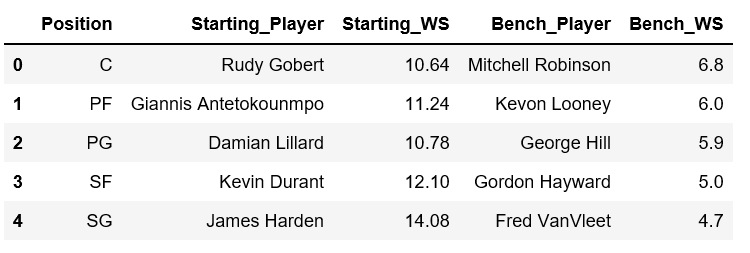 Position Starting_Player Starting_WS Bench_Player Bench_WS
0 C Rudy Gobert 10.64 Mitchell Robinson 6.8
1 PF Giannis Antetokounmpo 11.24 Kevon Looney 6.0
2 PG Damian Lillard 10.78 George Hill 5.9
3 SF Kevin Durant 12.10 Gordon Hayward 5.0
4 SG James Harden 14.08 Fred VanVleet 4.7